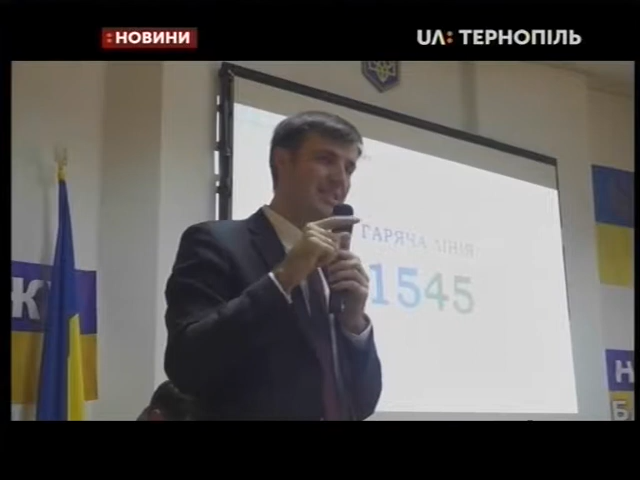 :НОВИНИ
UA: ТЕРНОПІЛЬ
ГАРЯЧА ЛІНІЯ
1545
Ж
Н
Б